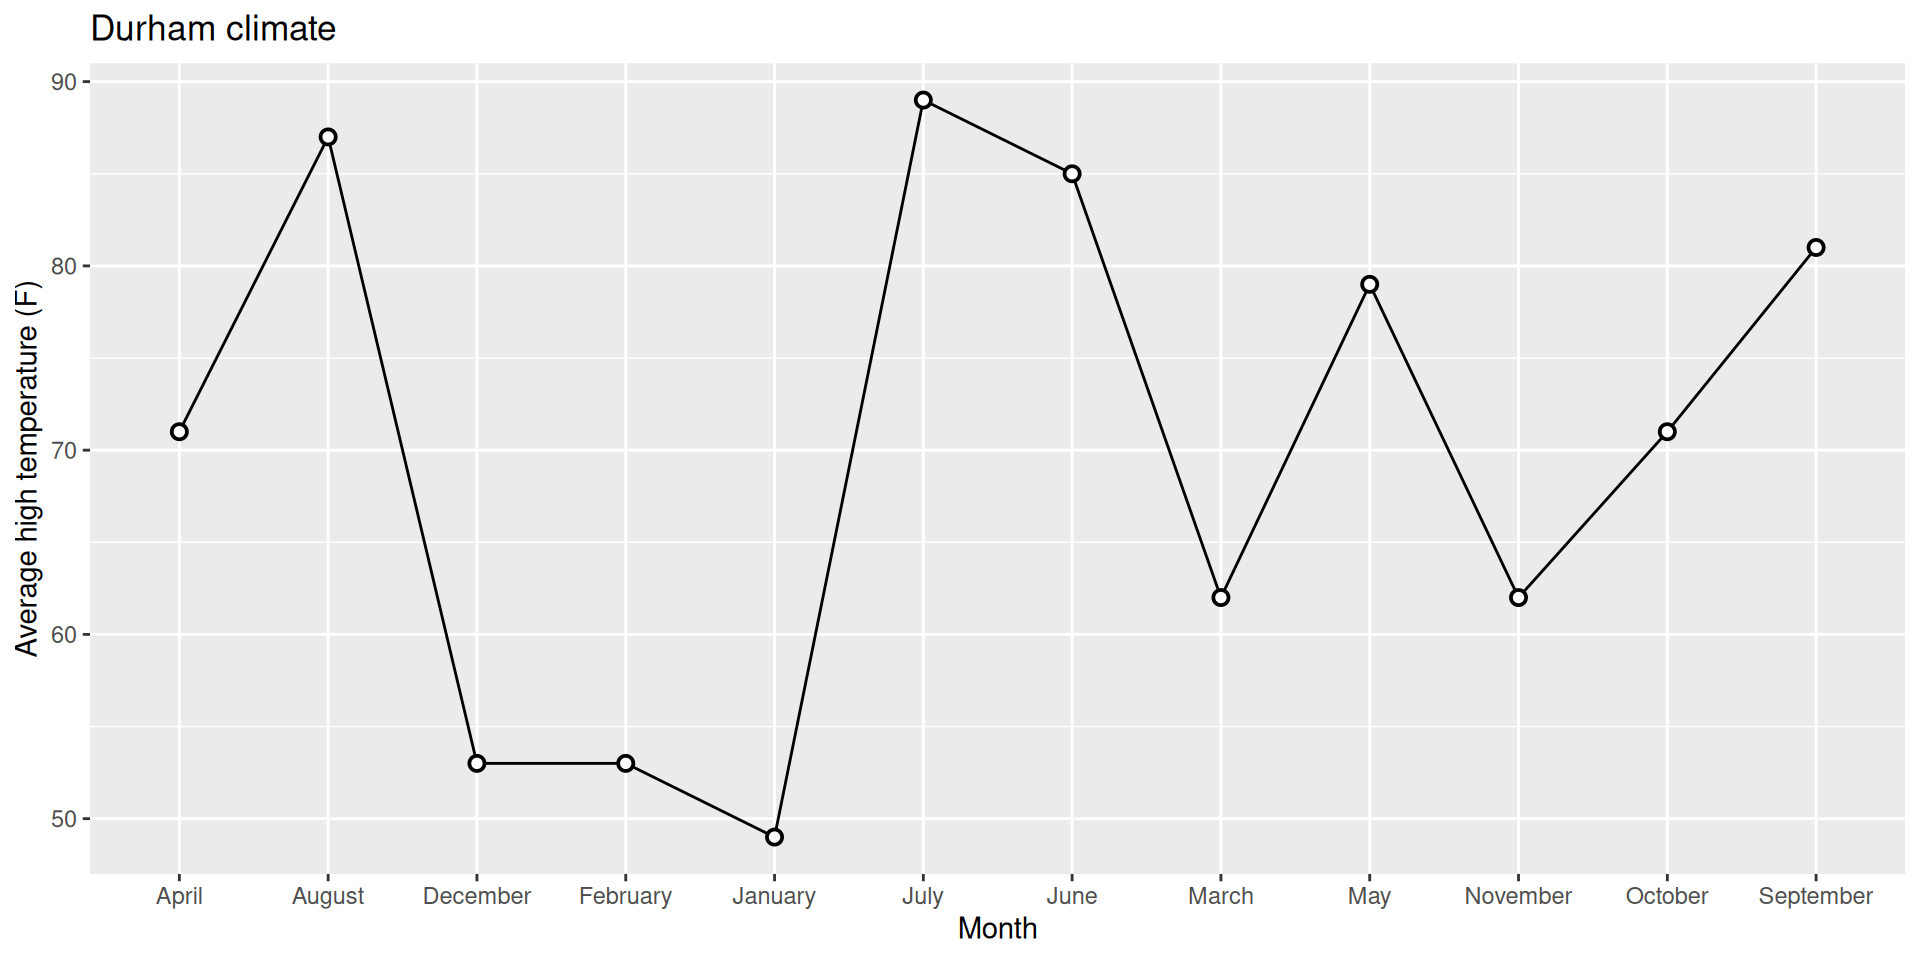 Durham climate
Average high temperature (F)
90
80
70
60
50
April August December February January July June March May November October September
Month